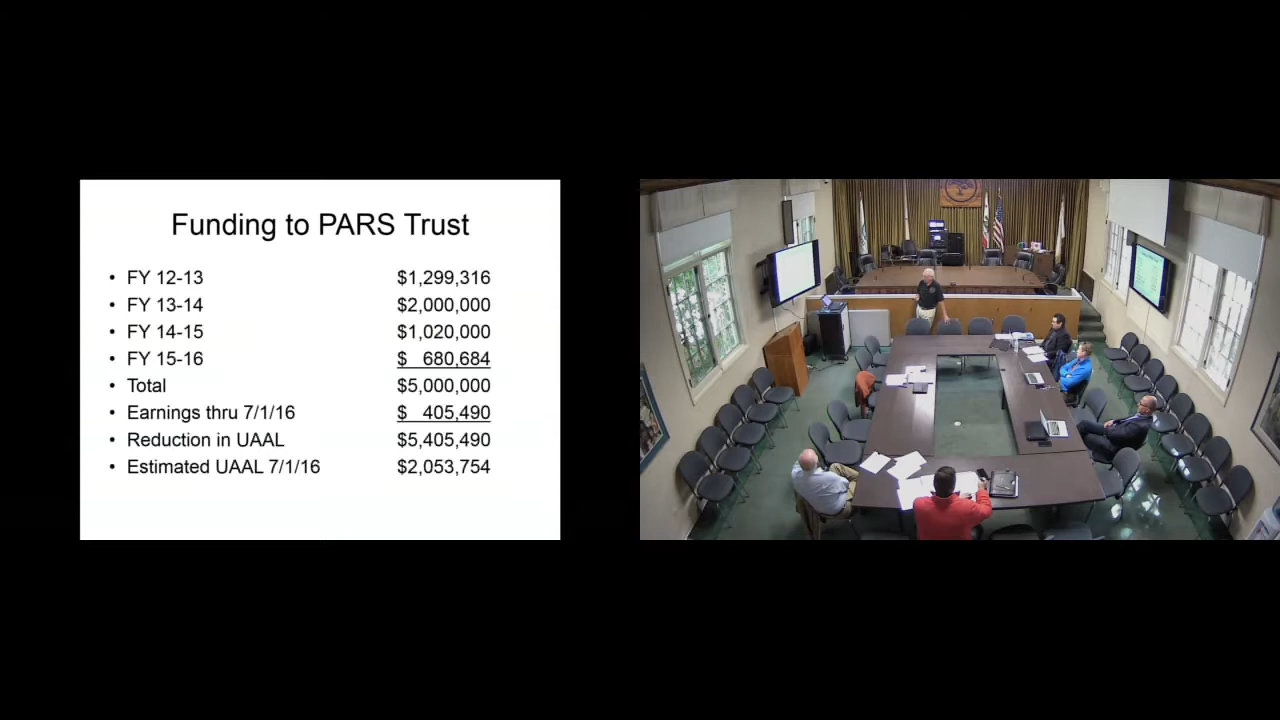 Funding to PARS Trust
• FY 12-13 $1,299,316
• FY 13-14 $2,000,000
• FY 14-15 $1,020,000
• FY 15-16 $ 680,684
• Total $5,000,000
• Earnings thru 7/1/16 $ 405,490
• Reduction in UAAL $5,405,490
• Estimated UAAL 7/1/16 $2,053,754